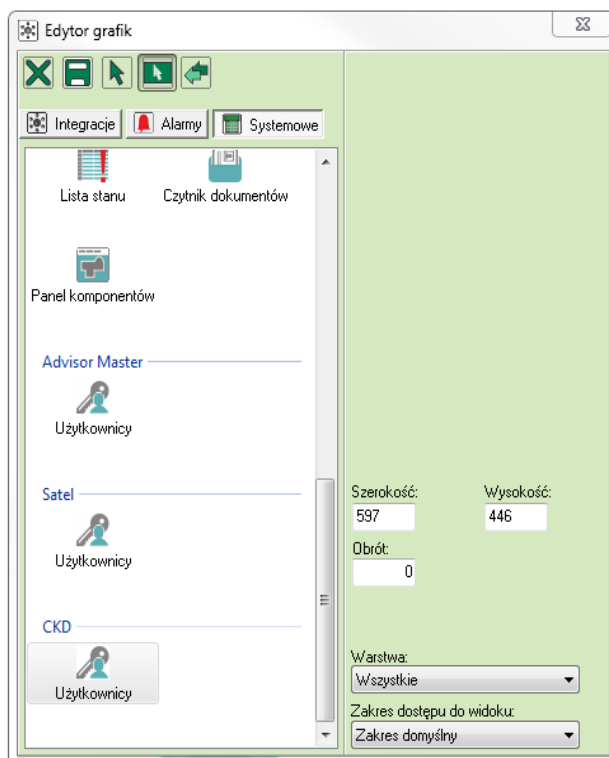 Edytor grafik
Integracje Alarmy Systemowe
Lista stanu Czytnik dokumentów
Panel komponentów
Advisor Master
Użytkownicy
Satel
Użytkownicy
CKD
Użytkownicy
Szerokość: Wysokość:
597 446
Obrót:
0
Warstwa:
Wszystkie
Zakres dostępu do widoku:
Zakres domyślny